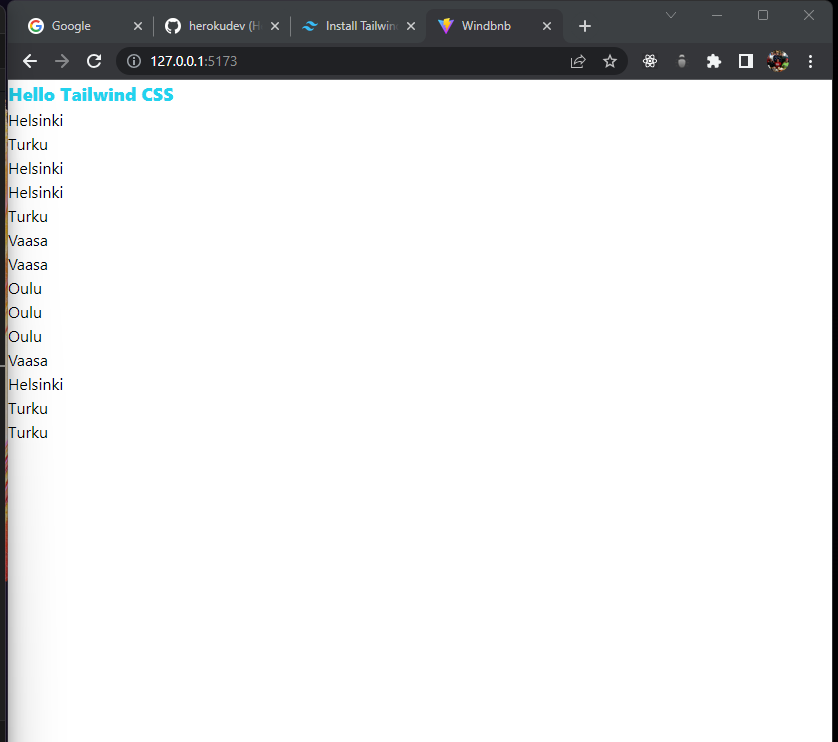 Google
herokudev (H
Install Tailwin
Windbnb
127.0.0.1:5173
Hello Tailwind CSS
Helsinki
Turku
Helsinki
Helsinki
Turku
Vaasa
Vaasa
Oulu
Oulu
Oulu
Vaasa
Helsinki
Turku
Turku